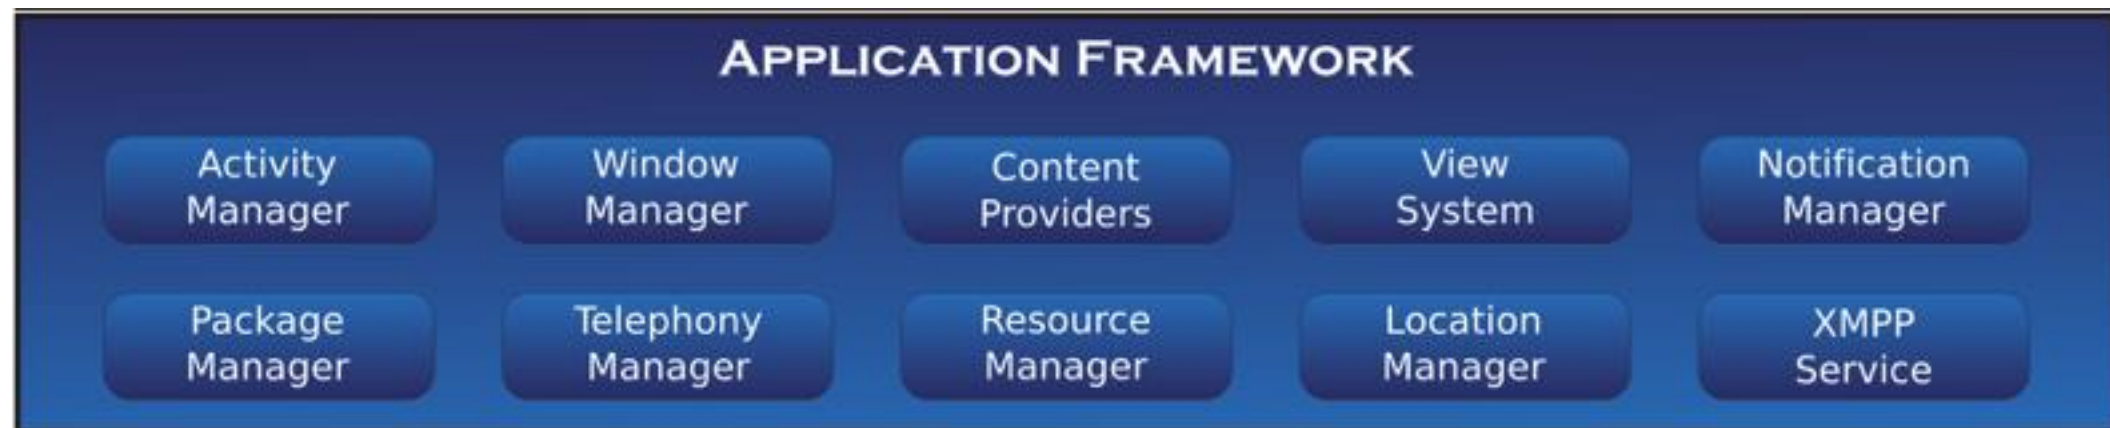 APPLICATION FRAMEWORK
Activity
Manager
Window
Manager
Content
Providers
View
System
Notification
Manager
Package
Manager
Telephony
Manager
Resource
Manager
Location
Manager
XMPP
Service